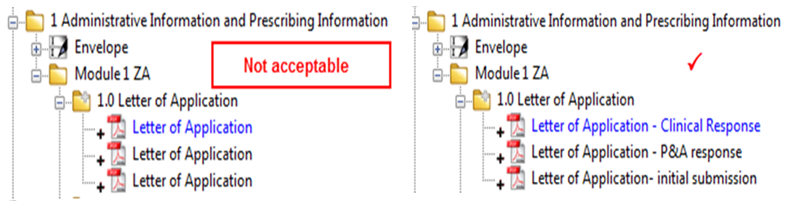 1 Administrative Information and Prescribing Information
Envelope
Not acceptable
Module 1 ZA
1.0 Letter of Application
Letter of Application
Letter of Application
Letter of Application
1 Administrative Information and Prescribing Information
Envelope
Module 1 ZA
1.0 Letter of Application
Letter of Application - Clinical Response
Letter of Application - P&A response
Letter of Application- initial submission